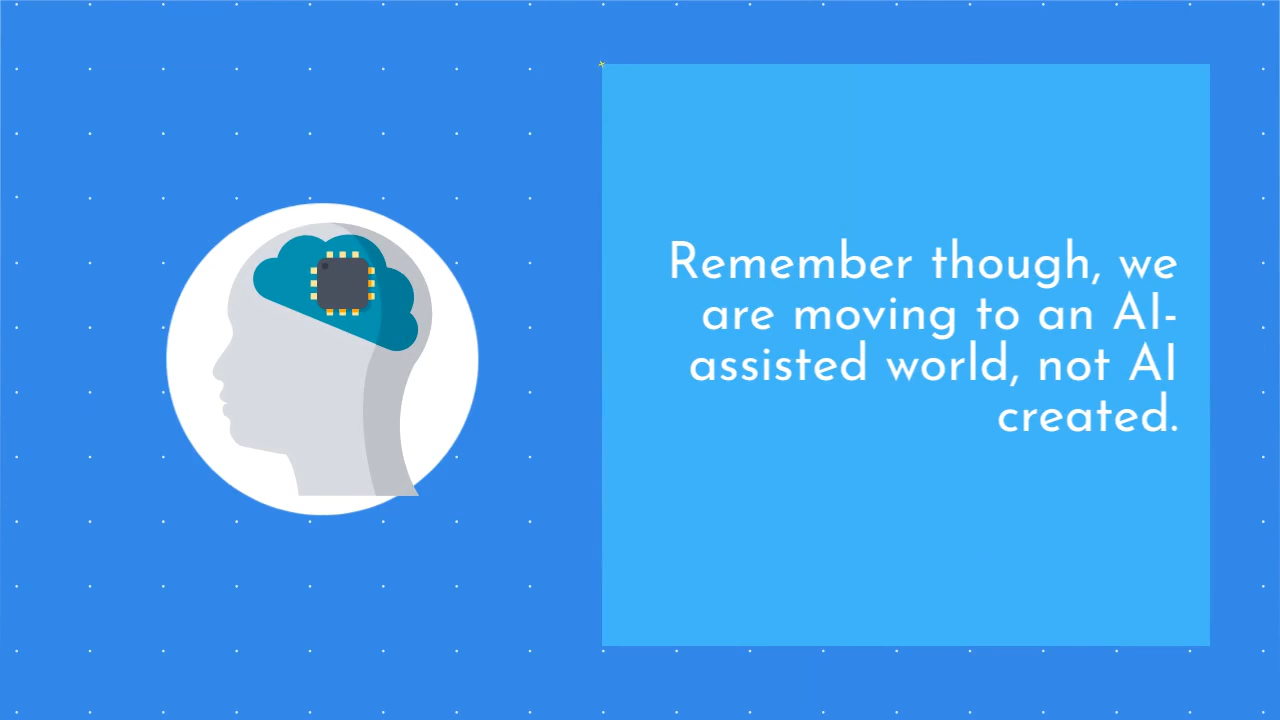 Remember though, we
are moving to an AI-
assisted world, not AI
created.